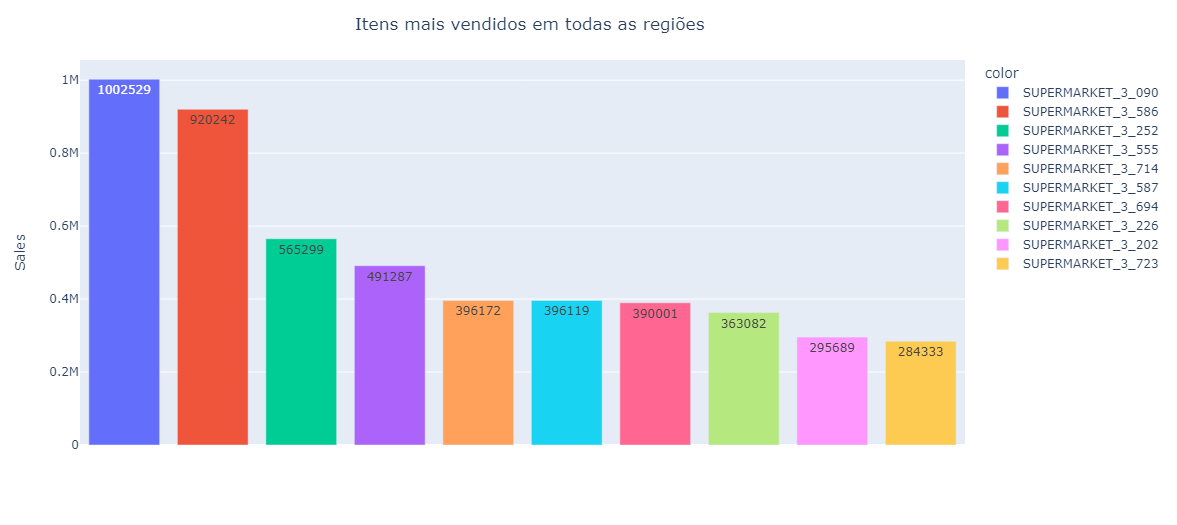 Itens mais vendidos em todas as regiões
Sales
1M
0.8M
0.6M
0.4M
0.2M
0
1002529
920242
565299
491287
396172
396119
390001
363082
295689
284333
color
SUPERMARKET_3_090
SUPERMARKET_3_586
SUPERMARKET_3_252
SUPERMARKET_3_555
SUPERMARKET_3_714
SUPERMARKET_3_587
SUPERMARKET_3_694
SUPERMARKET_3_226
SUPERMARKET_3_202
SUPERMARKET_3_723